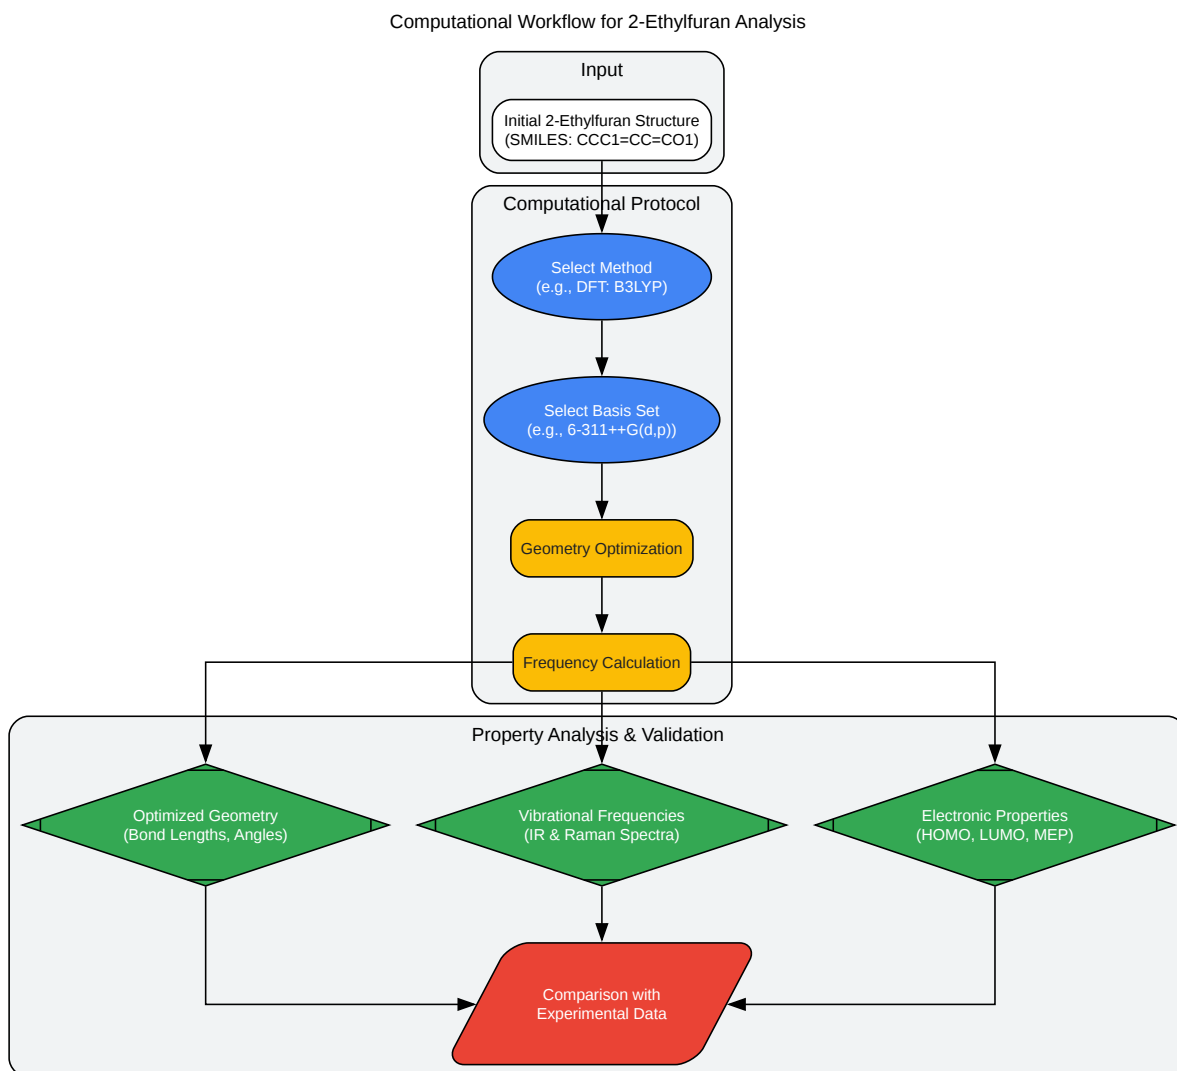 Computational Workflow for 2-Ethylfuran Analysis
Input
Initial 2-Ethylfuran Structure
(SMILES: CCC1=CC=CO1)
Computational Protocol
Select Method
(e.g., DFT: B3LYP)
Select Basis Set
(e.g., 6-311++G(d,p))
Geometry Optimization
Frequency Calculation
Property Analysis & Validation
Optimized Geometry
(Bond Lengths, Angles)
Vibrational Frequencies
(IR & Raman Spectra)
Electronic Properties
(HOMO, LUMO, MEP)
Comparison with
Experimental Data